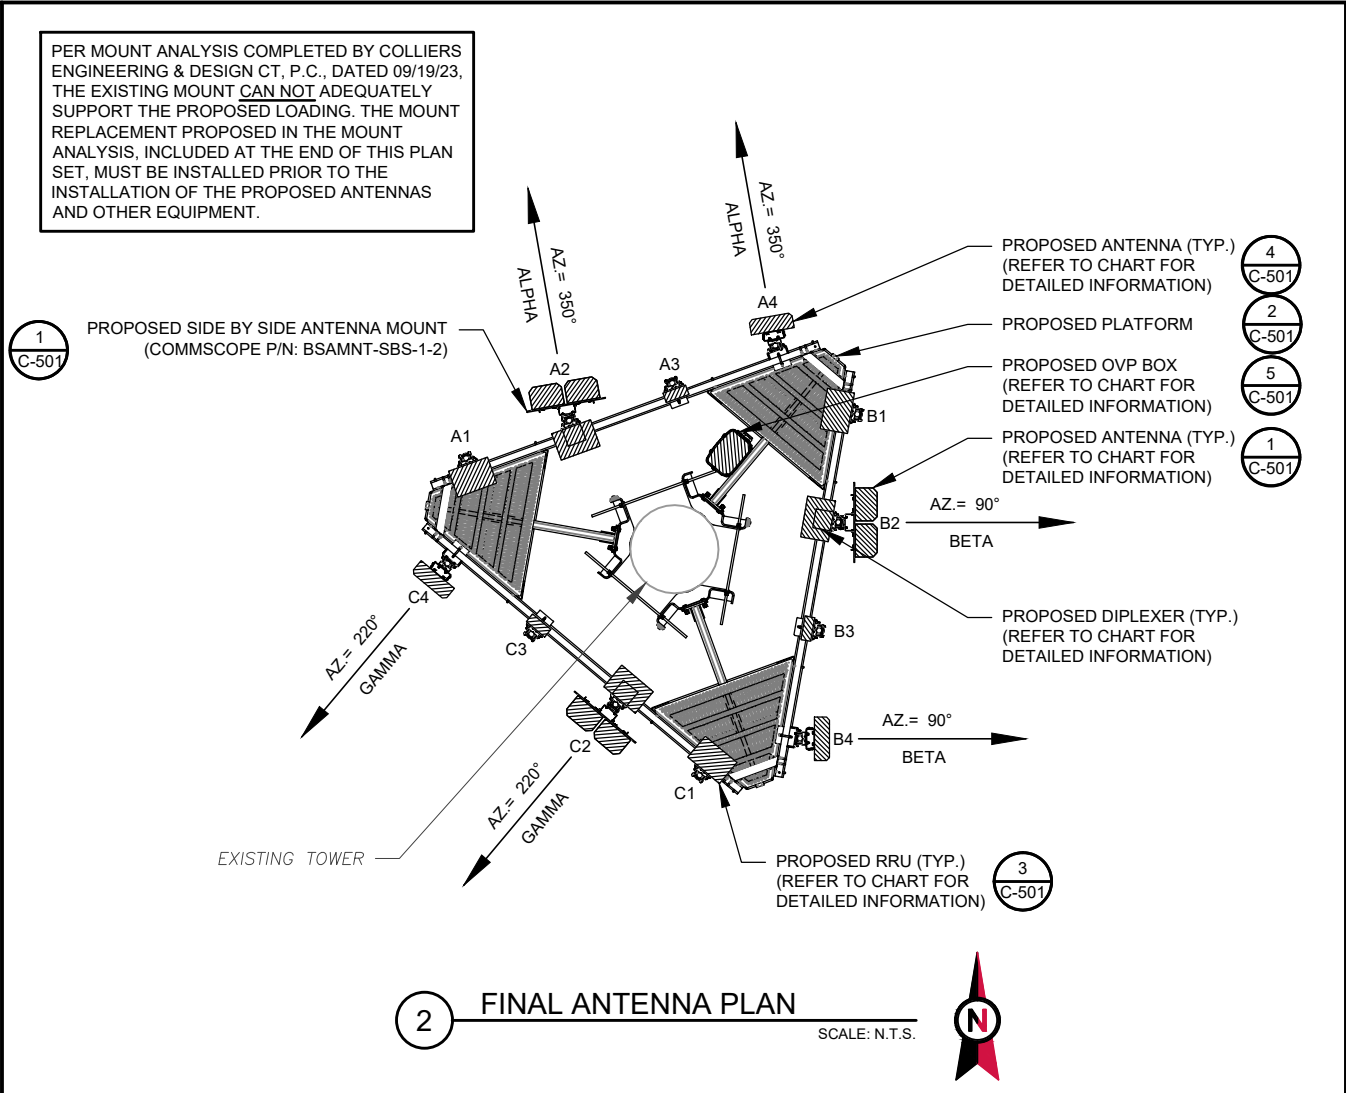 PER MOUNT ANALYSIS COMPLETED BY COLLIERS
ENGINEERING & DESIGN CT, P.C., DATED 09/19/23,
THE EXISTING MOUNT CAN NOT ADEQUATELY
SUPPORT THE PROPOSED LOADING. THE MOUNT
REPLACEMENT PROPOSED IN THE MOUNT
ANALYSIS, INCLUDED AT THE END OF THIS PLAN
SET, MUST BE INSTALLED PRIOR TO THE
INSTALLATION OF THE PROPOSED ANTENNAS
AND OTHER EQUIPMENT.
AZ.= 350°
ALPHA
AZ.= 350°
ALPHA
1
C-501
PROPOSED SIDE BY SIDE ANTENNA MOUNT
(COMMSCOPE P/N: BSAMNT-SBS-1-2)
PROPOSED ANTENNA (TYP.)
(REFER TO CHART FOR
DETAILED INFORMATION)
4
C-501
PROPOSED PLATFORM
2
C-501
PROPOSED OVP BOX
(REFER TO CHART FOR
DETAILED INFORMATION)
5
C-501
PROPOSED ANTENNA (TYP.)
(REFER TO CHART FOR
DETAILED INFORMATION)
1
C-501
A1
A2
A3
A4
B1
B2
AZ.= 90°
BETA
PROPOSED DIPLEXER (TYP.)
(REFER TO CHART FOR
DETAILED INFORMATION)
B3
B4
AZ.= 90°
BETA
C4
C3
C2
C1
AZ.= 220°
GAMMA
AZ.= 220°
GAMMA
EXISTING TOWER
PROPOSED RRU (TYP.)
(REFER TO CHART FOR
DETAILED INFORMATION)
3
C-501
2
FINAL ANTENNA PLAN
SCALE: N.T.S.
N